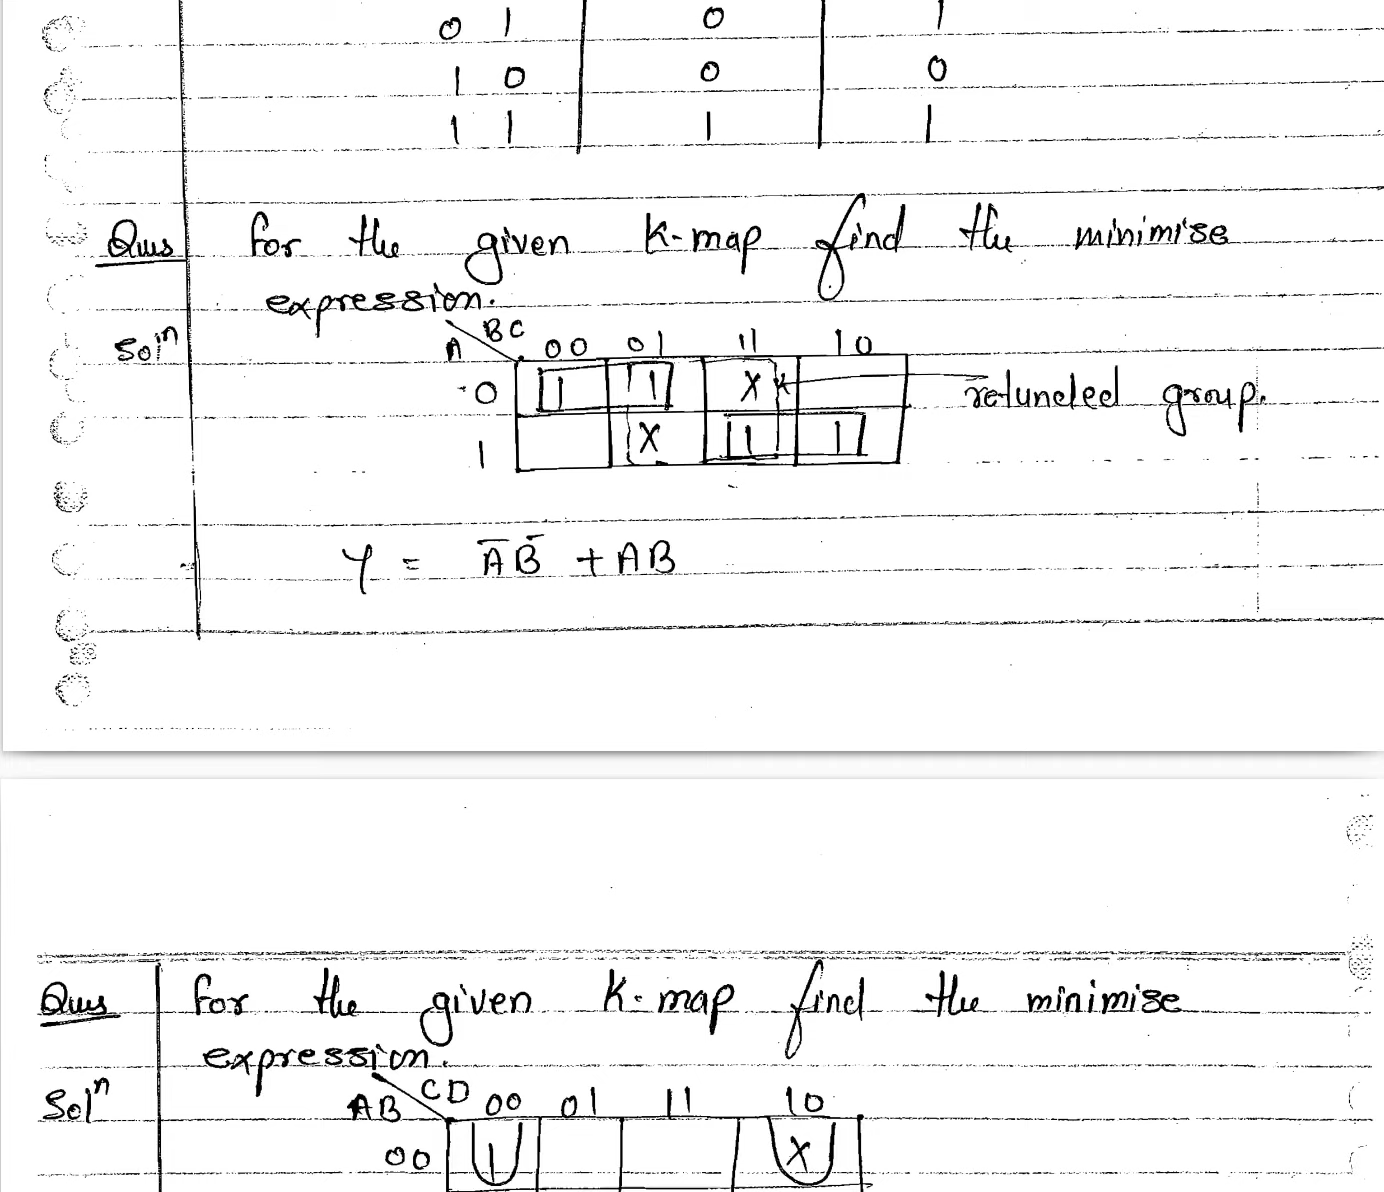 0 1 0 1
1 0 0 0
1 1 1 1
Ques for the given K-map find the minimise
expression.
Soln A BC 00 01 11 10
0 1 1 X redunded group.
1 X 1 1
Y = A̅ B̅ + AB
Ques for the given K-map find the minimise
expression.
Soln AB CD 00 01 11 10
00 1 X